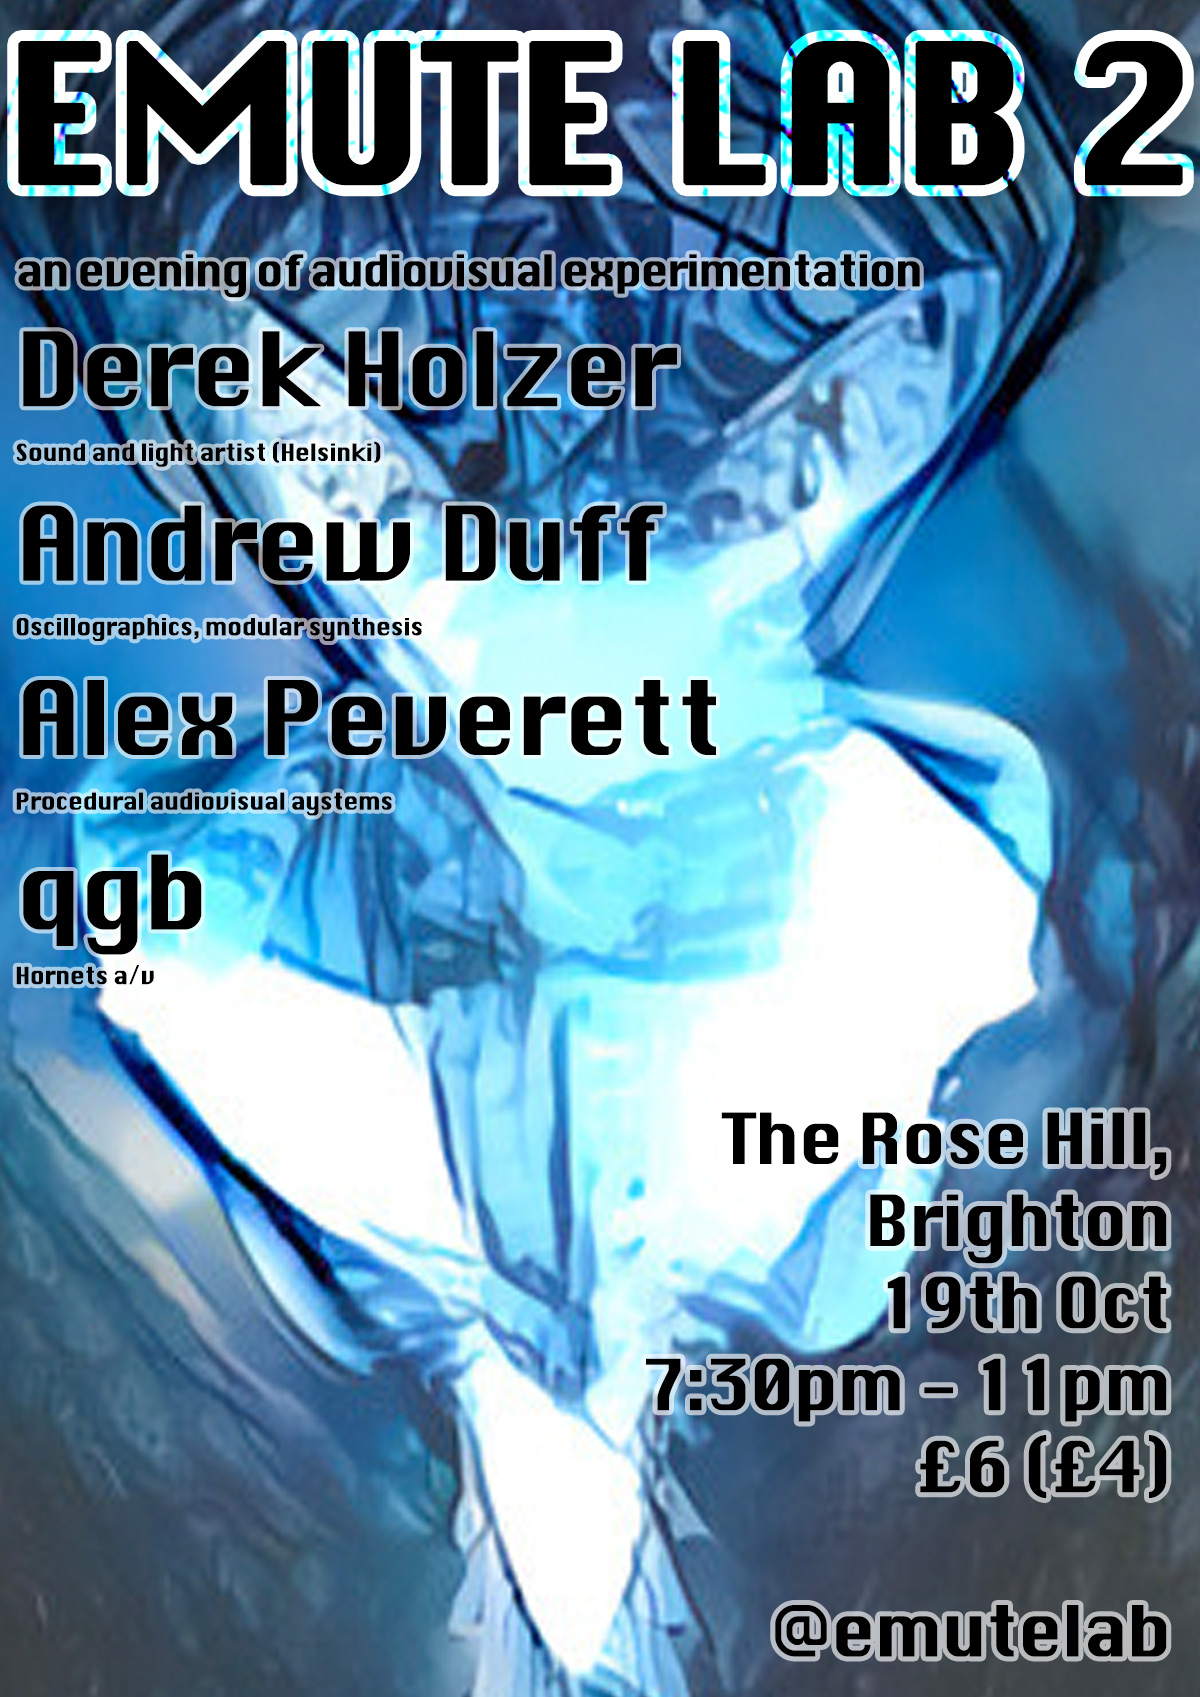 EMUTE LAB 2
an evening of audiovisual experimentation
Derek Holzer
Sound and light artist (Helsinki)
Andrew Duff
Oscillographics, modular synthesis
Alex Peverett
Procedural audiovisual aystems
qgb
Hornets a/v
The Rose Hill,
Brighton
19th Oct
7:30pm – 11pm
£6 (£4)
@emutelab